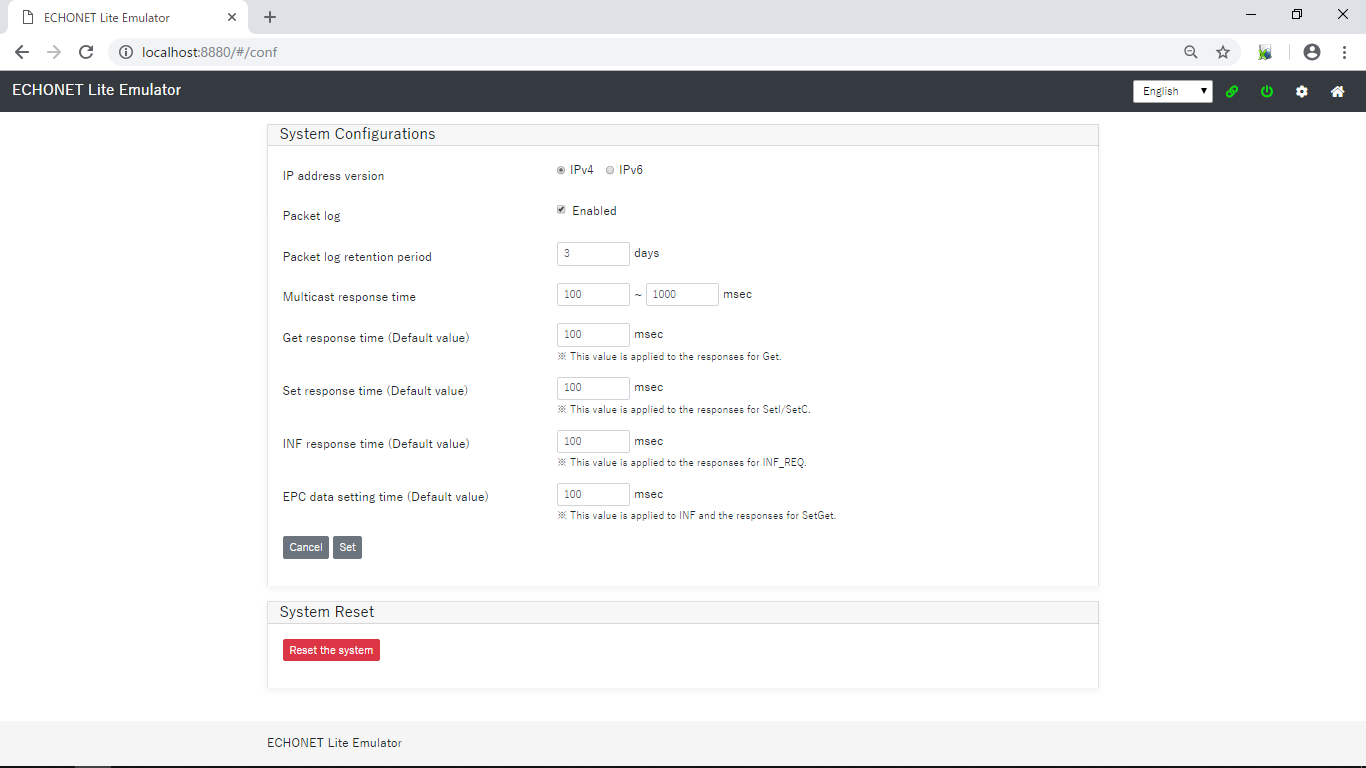 ECHONET Lite Emulator
localhost:8880/#/conf
ECHONET Lite Emulator
English
System Configurations
IP address version
IPv4 IPv6
Packet log
Enabled
Packet log retention period
3 days
Multicast response time
100 ~ 1000 msec
Get response time (Default value)
100 msec
※ This value is applied to the responses for Get.
Set response time (Default value)
100 msec
※ This value is applied to the responses for SetI/SetC.
INF response time (Default value)
100 msec
※ This value is applied to the responses for INF_REQ.
EPC data setting time (Default value)
100 msec
※ This value is applied to INF and the responses for SetGet.
Cancel Set
System Reset
Reset the system
ECHONET Lite Emulator